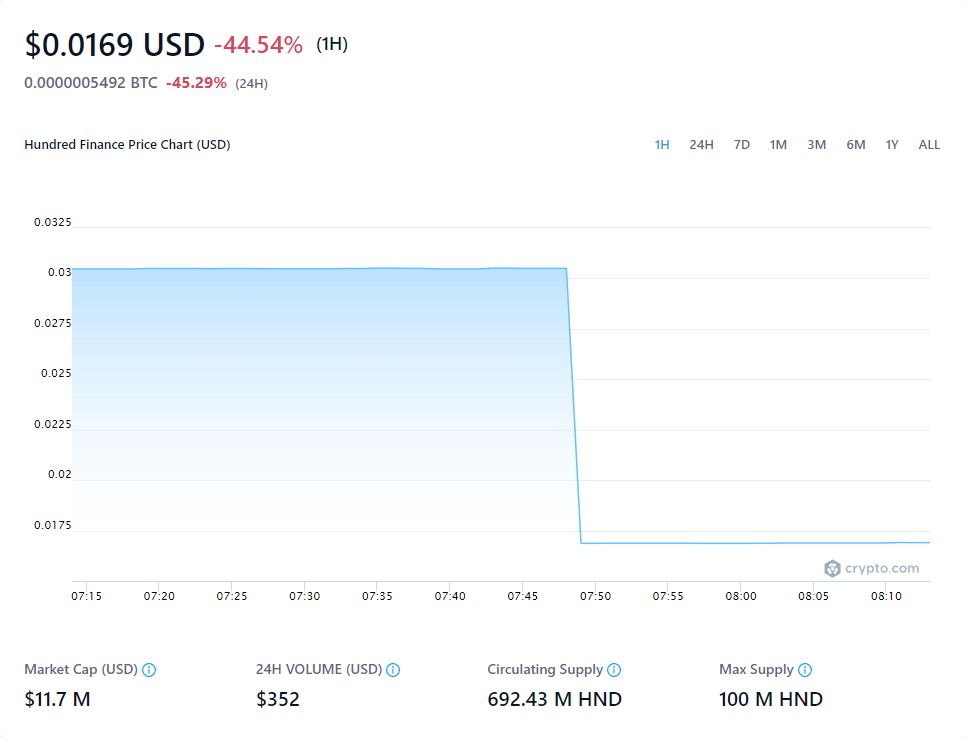 $0.0169 USD -44.54% (1H)
0.0000005492 BTC -45.29% (24H)
Hundred Finance Price Chart (USD)
1H 24H 7D 1M 3M 6M 1Y ALL
0.0325
0.03
0.0275
0.025
0.0225
0.02
0.0175
crypto.com
07:15 07:20 07:25 07:30 07:35 07:40 07:45 07:50 07:55 08:00 08:05 08:10
Market Cap (USD) 24H VOLUME (USD) Circulating Supply Max Supply
$11.7 M $352 692.43 M HND 100 M HND